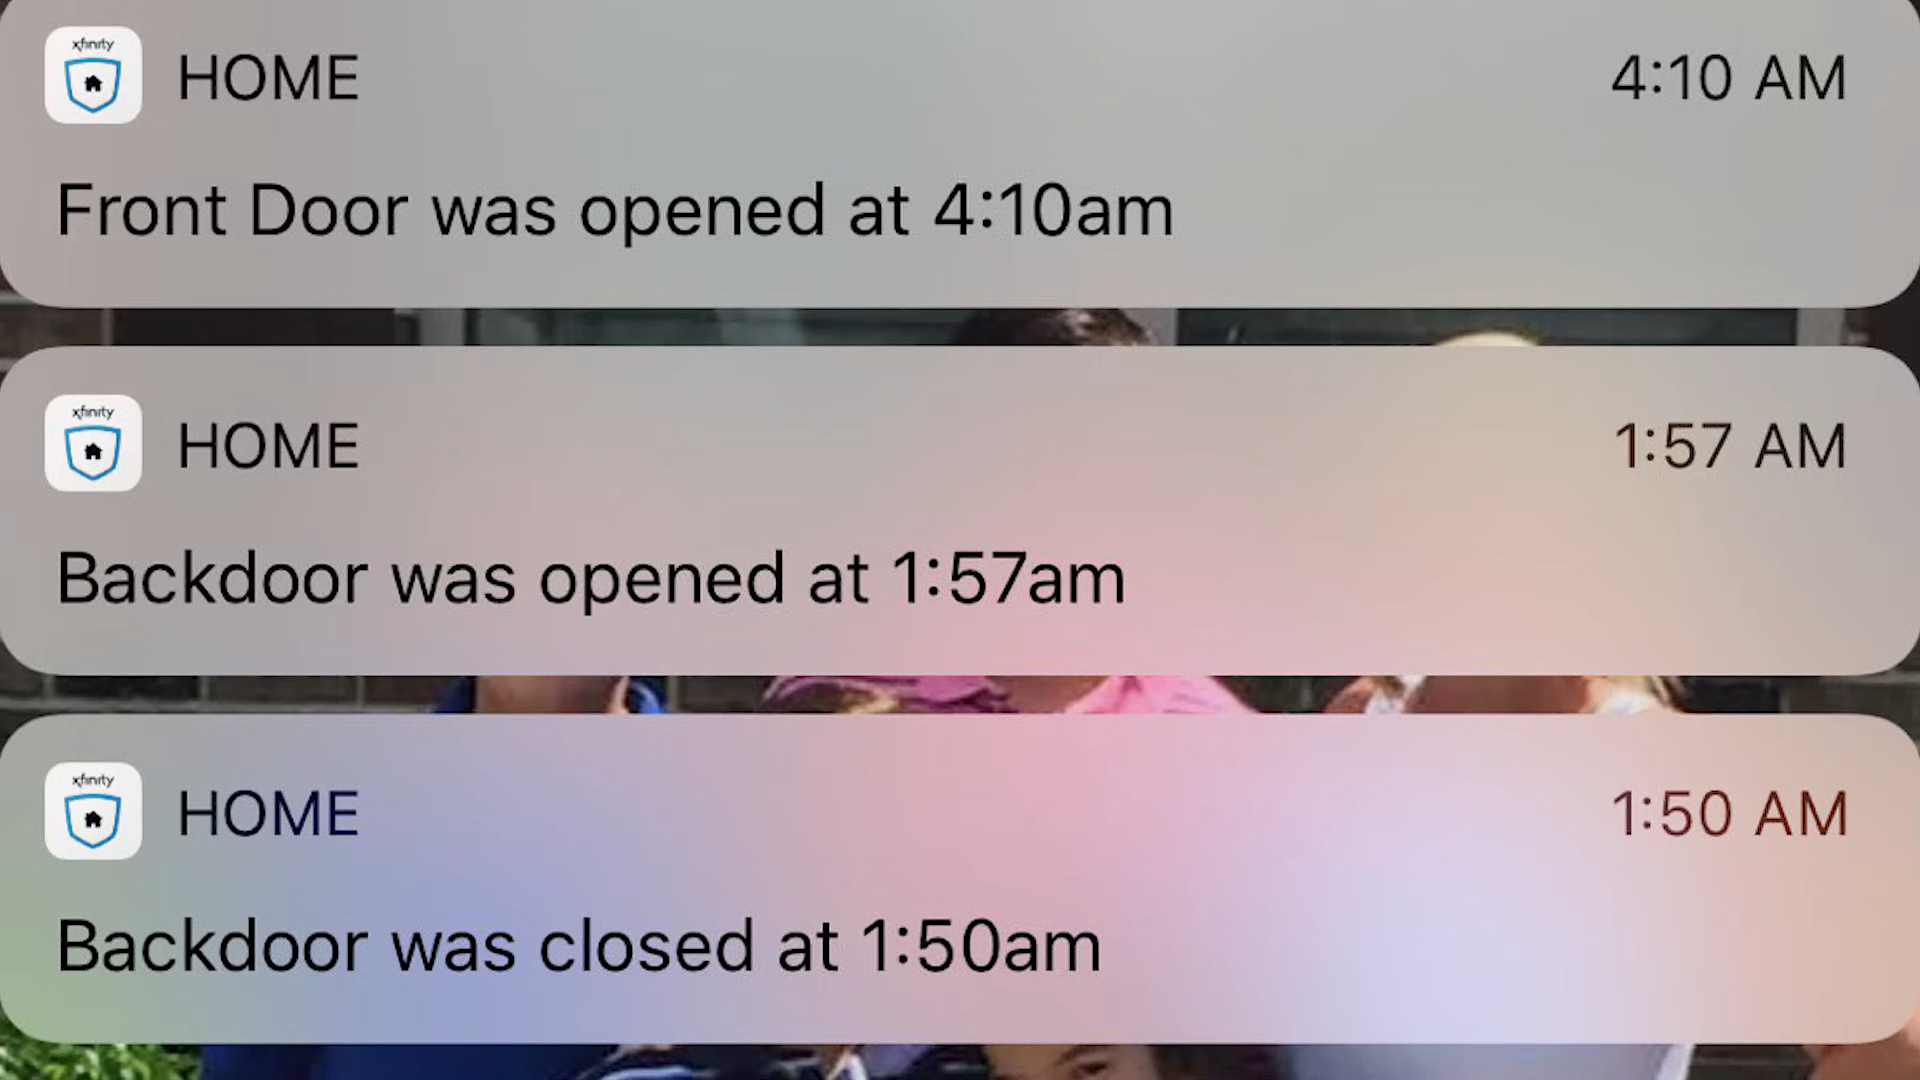 xfinity
HOME
4:10 AM
Front Door was opened at 4:10am
xfinity
HOME
1:57 AM
Backdoor was opened at 1:57am
xfinity
HOME
1:50 AM
Backdoor was closed at 1:50am